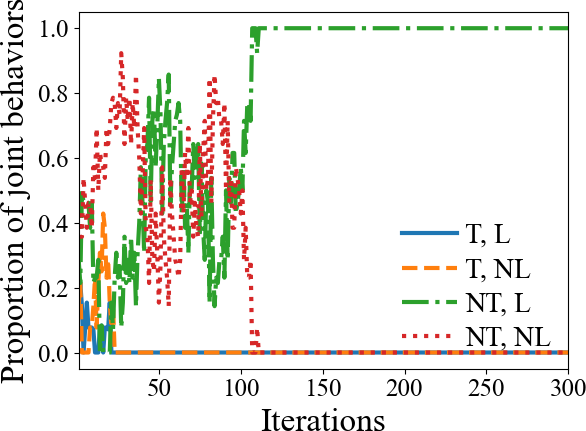 Proportion of joint behaviors
1.0
0.8
0.6
0.4
0.2
0.0
T, L
T, NL
NT, L
NT, NL
50 100 150 200 250 300
Iterations